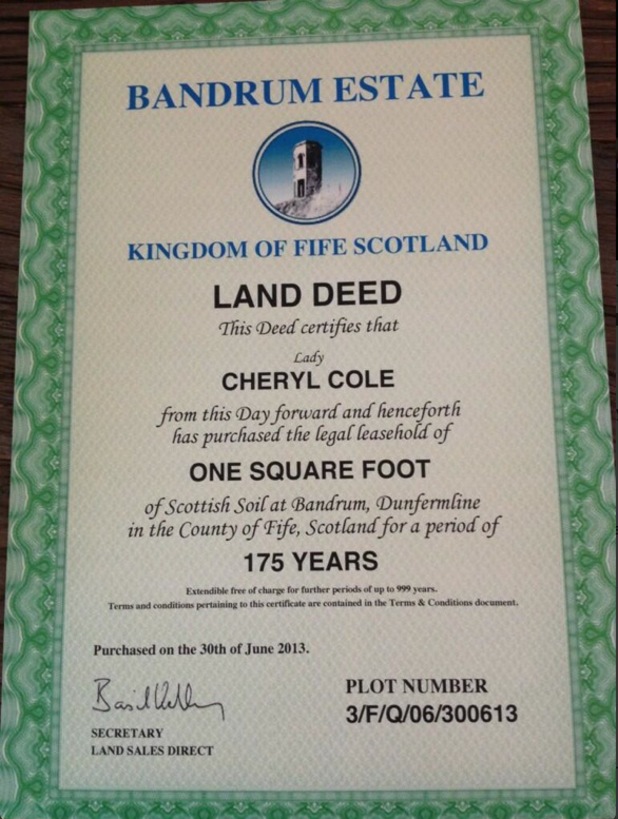 BANDRUM ESTATE
KINGDOM OF FIFE SCOTLAND
LAND DEED
This Deed certifies that
Lady
CHERYL COLE
from this Day forward and henceforth
has purchased the legal leasehold of
ONE SQUARE FOOT
of Scottish Soil at Bandrum, Dunfermline
in the County of Fife, Scotland for a period of
175 YEARS
Extendible free of charge for further periods of up to 999 years.
Terms and conditions pertaining to this certificate are contained in the Terms & Conditions document.
Purchased on the 30th of June 2013.
SECRETARY
LAND SALES DIRECT
PLOT NUMBER
3/F/Q/06/300613